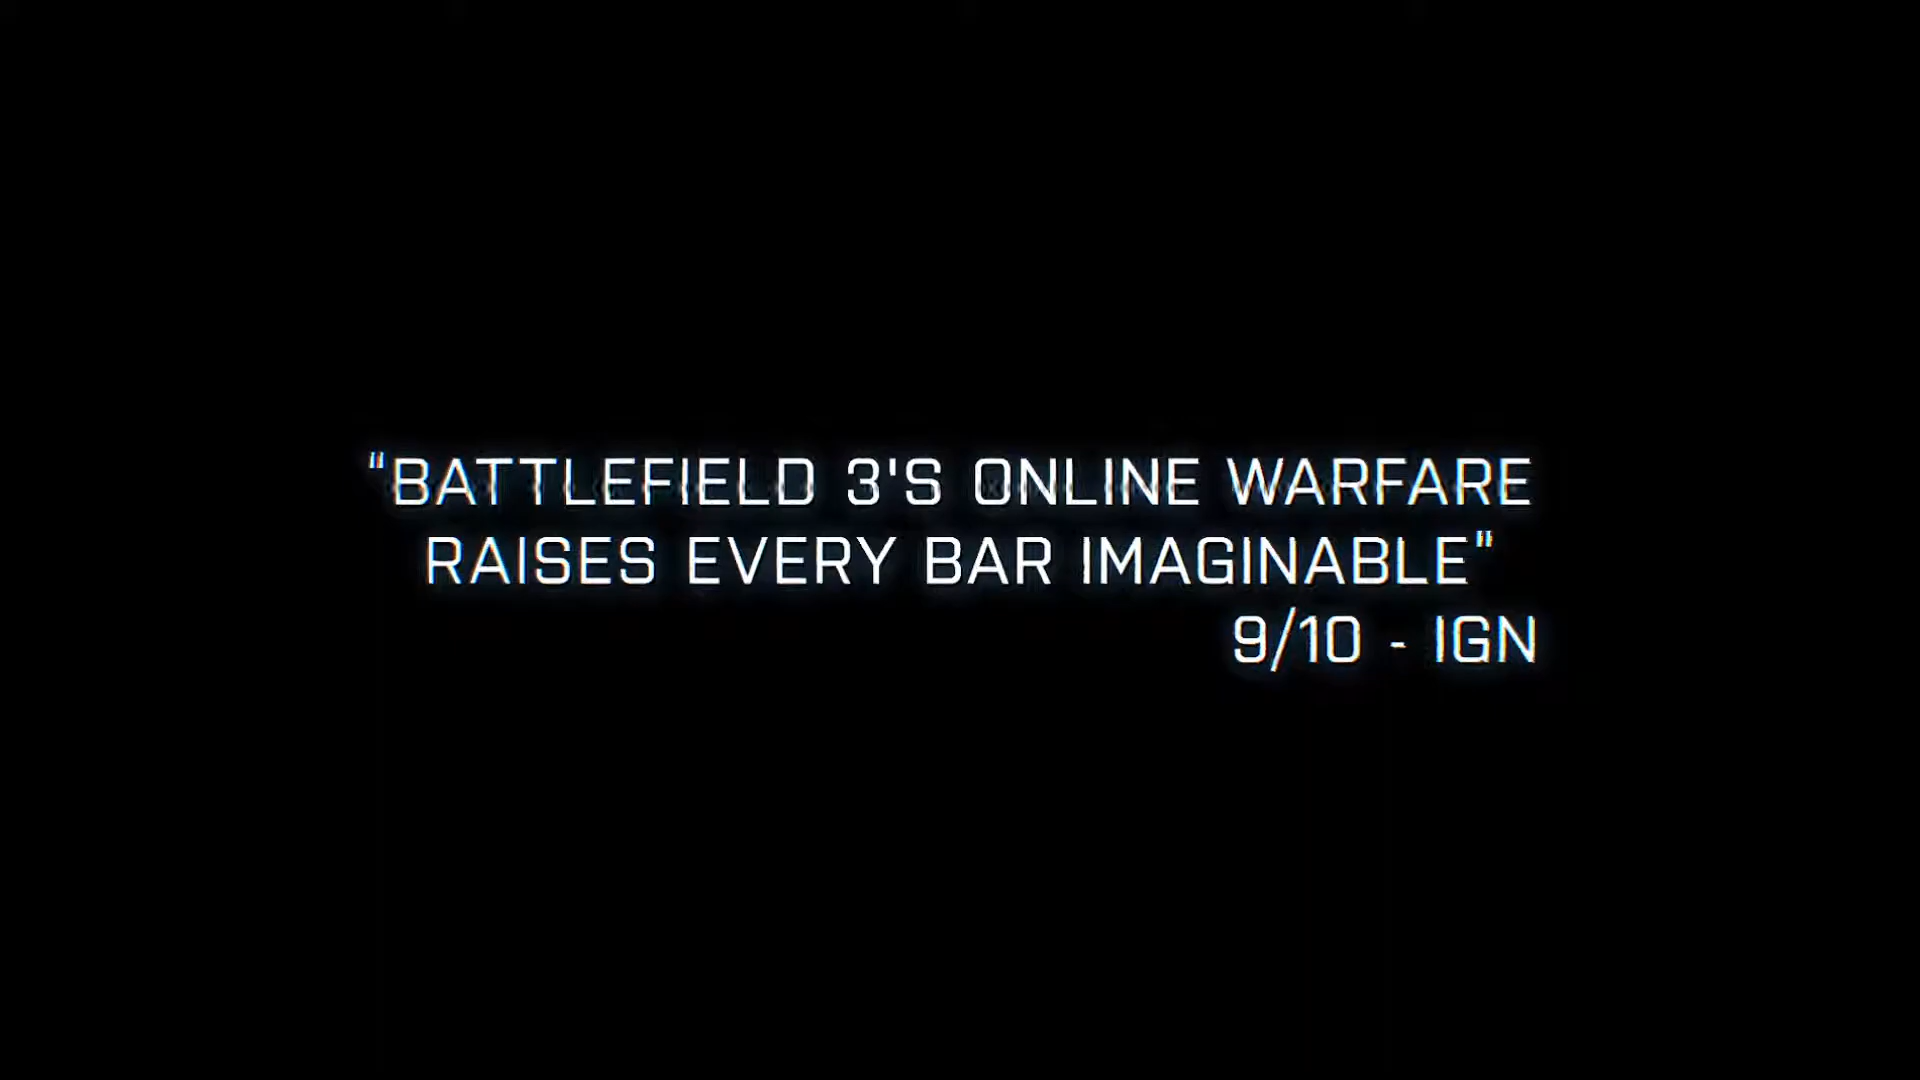 "BATTLEFIELD 3'S ONLINE WARFARE
RAISES EVERY BAR IMAGINABLE"
9/10 - IGN